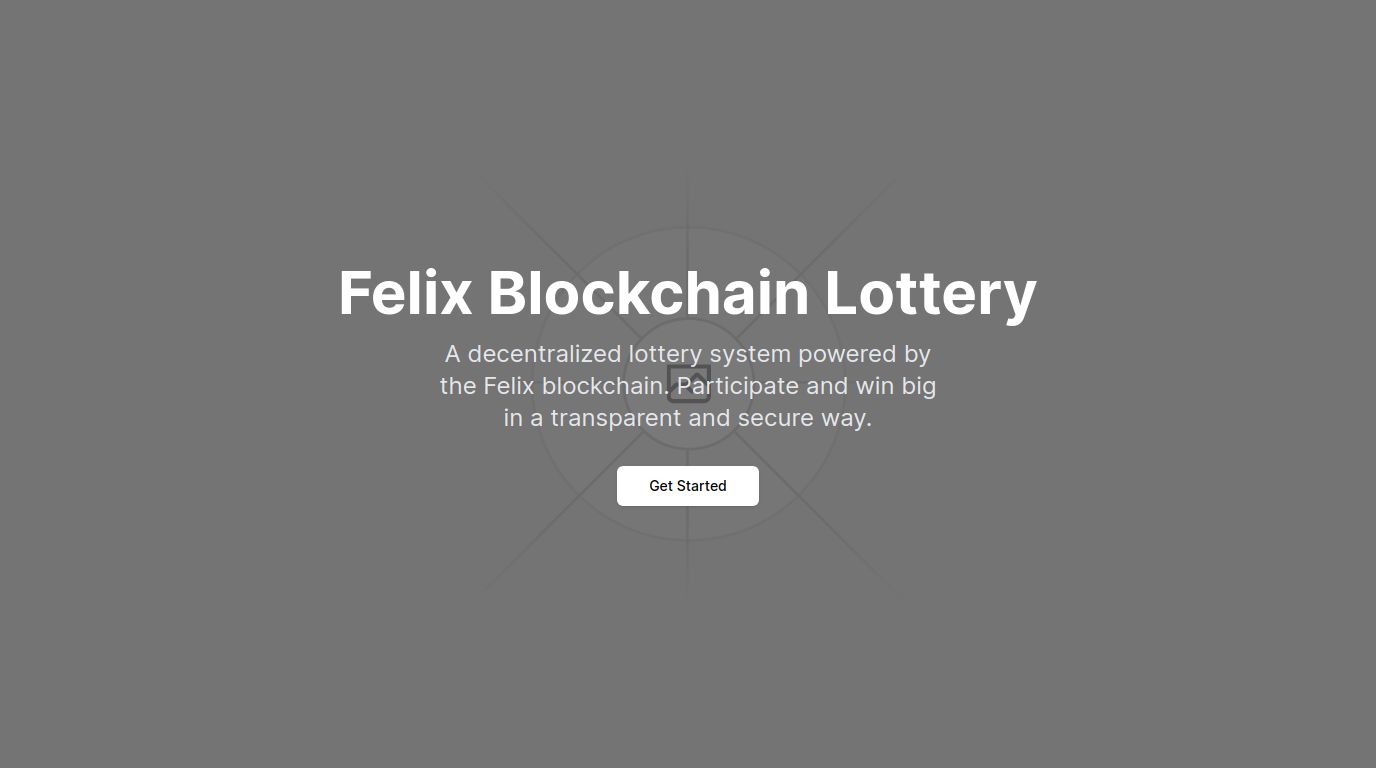 Felix Blockchain Lottery
A decentralized lottery system powered by
the Felix blockchain. Participate and win big
in a transparent and secure way.
Get Started